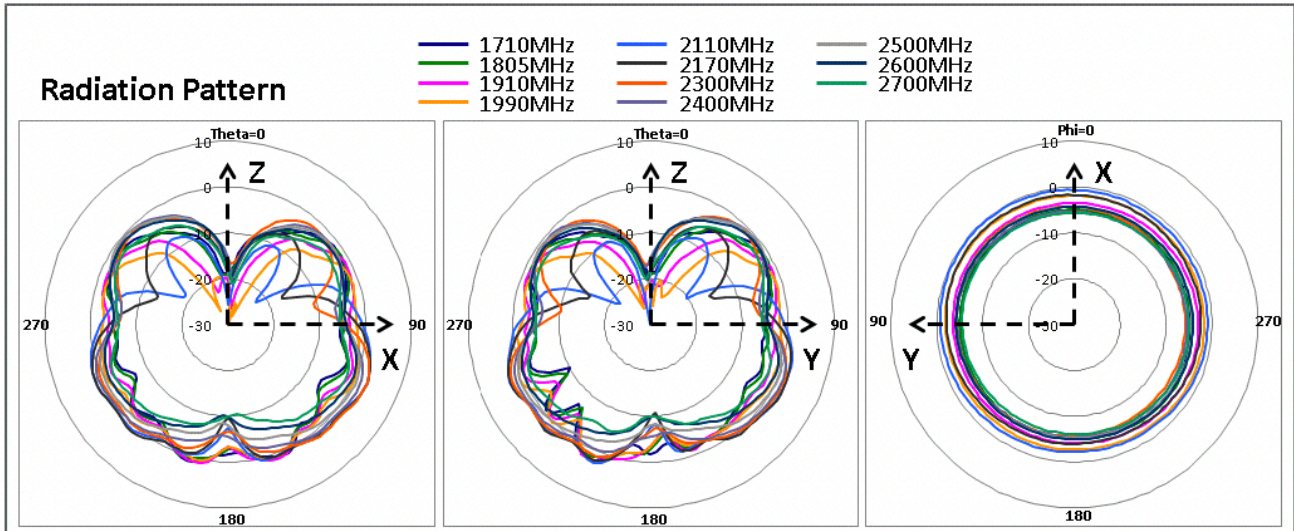 Radiation Pattern
1710MHz 2110MHz 2500MHz
1805MHz 2170MHz 2600MHz
1910MHz 2300MHz 2700MHz
1990MHz 2400MHz
Theta=0
10
Z
0
-10
-20
-30
270
90
X
180
Theta=0
10
Z
0
-10
-20
-30
270
90
Y
180
Phi=0
10
X
0
-10
-20
-30
90
270
Y
180